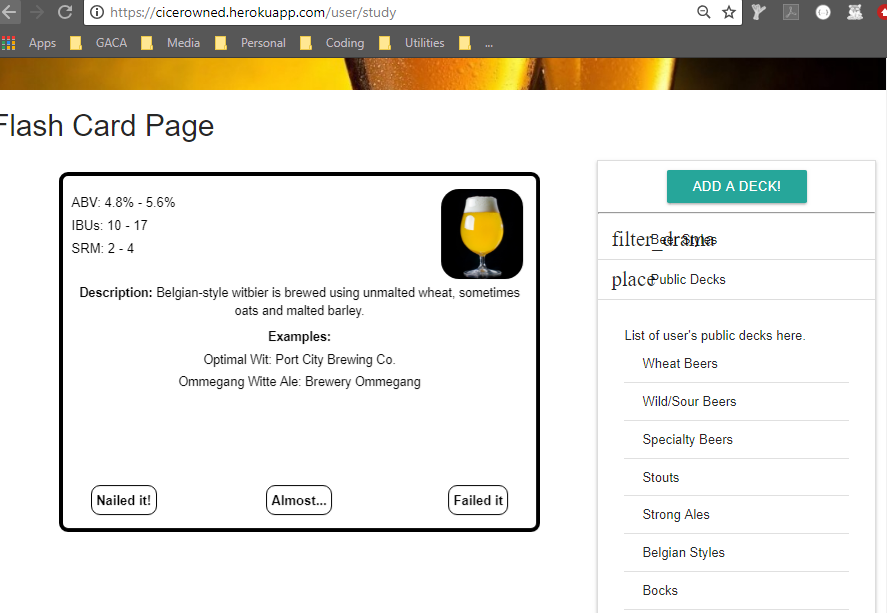 https://cicerowned.herokuapp.com/user/study
Apps GACA Media Personal Coding Utilities ...
Flash Card Page
ABV: 4.8% - 5.6%
IBUs: 10 - 17
SRM: 2 - 4
Description: Belgian-style witbier is brewed using unmalted wheat, sometimes
oats and malted barley.
Examples:
Optimal Wit: Port City Brewing Co.
Ommegang Witte Ale: Brewery Ommegang
Nailed it! Almost... Failed it
ADD A DECK!
filter_drama Beer Styles
place Public Decks
List of user's public decks here.
Wheat Beers
Wild/Sour Beers
Specialty Beers
Stouts
Strong Ales
Belgian Styles
Bocks